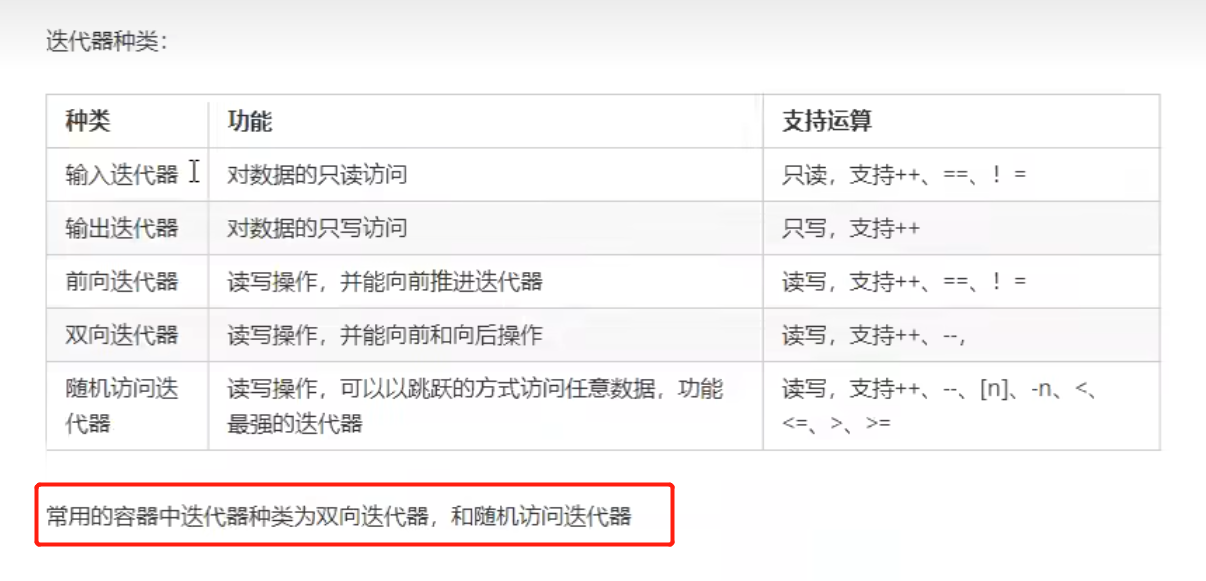 迭代器种类：
种类 功能 支持运算
输入迭代器 对数据的只读访问 只读，支持++、==、！=
输出迭代器 对数据的只写访问 只写，支持++
前向迭代器 读写操作，并能向前推进迭代器 读写，支持++、==、！=
双向迭代器 读写操作，并能向前和向后操作 读写，支持++、--，
随机访问迭 读写操作，可以以跳跃的方式访问任意数据，功能 读写，支持++、--、[n]、-n、<、
代器 最强的迭代器 <=、>、>=
常用的容器中迭代器种类为双向迭代器，和随机访问迭代器